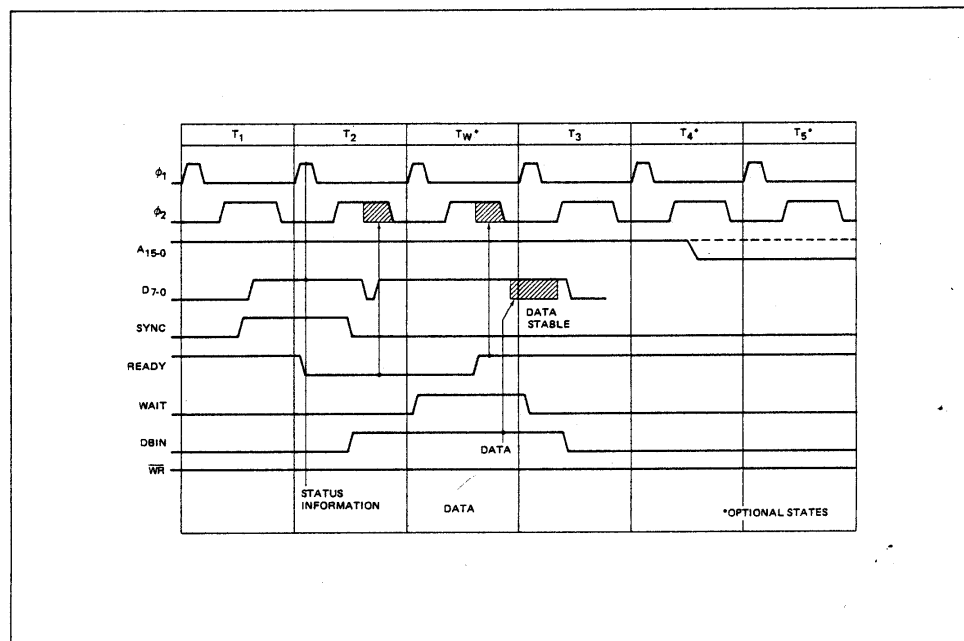 T1 T2 TW* T3 T4* T5*
φ1
φ2
A15-0
D7-0
DATA
STABLE
SYNC
READY
WAIT
DBIN
DATA
WR
STATUS
INFORMATION
DATA
*OPTIONAL STATES